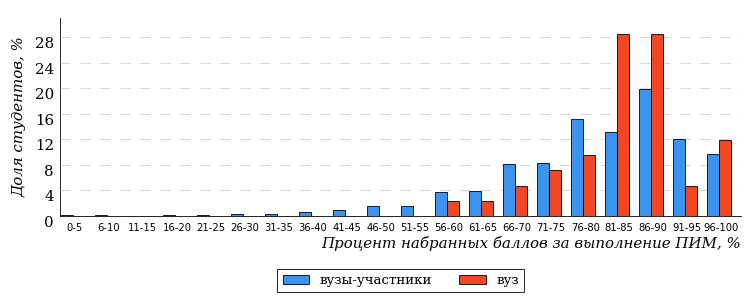 Доля студентов, %
28
24
20
16
12
8
4
0
0-5 6-10 11-15 16-20 21-25 26-30 31-35 36-40 41-45 46-50 51-55 56-60 61-65 66-70 71-75 76-80 81-85 86-90 91-95 96-100
Процент набранных баллов за выполнение ПИМ, %
вузы-участники вуз